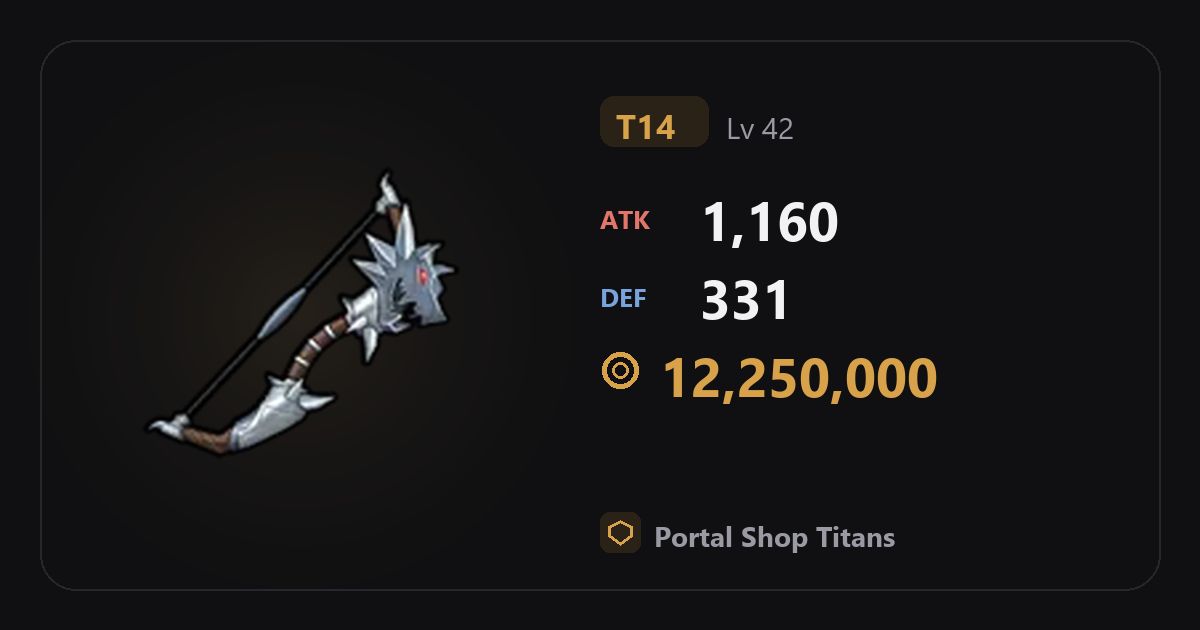 T14 Lv 42
ATK 1,160
DEF 331
12,250,000
Portal Shop Titans